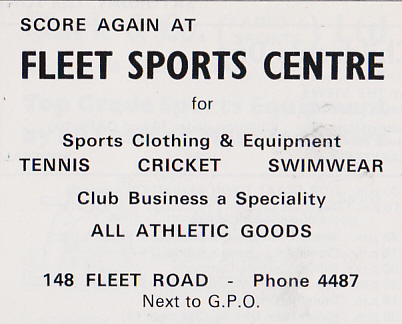 SCORE AGAIN AT
FLEET SPORTS CENTRE
for
Sports Clothing & Equipment
TENNIS CRICKET SWIMWEAR
Club Business a Speciality
ALL ATHLETIC GOODS
148 FLEET ROAD - Phone 4487
Next to G.P.O.